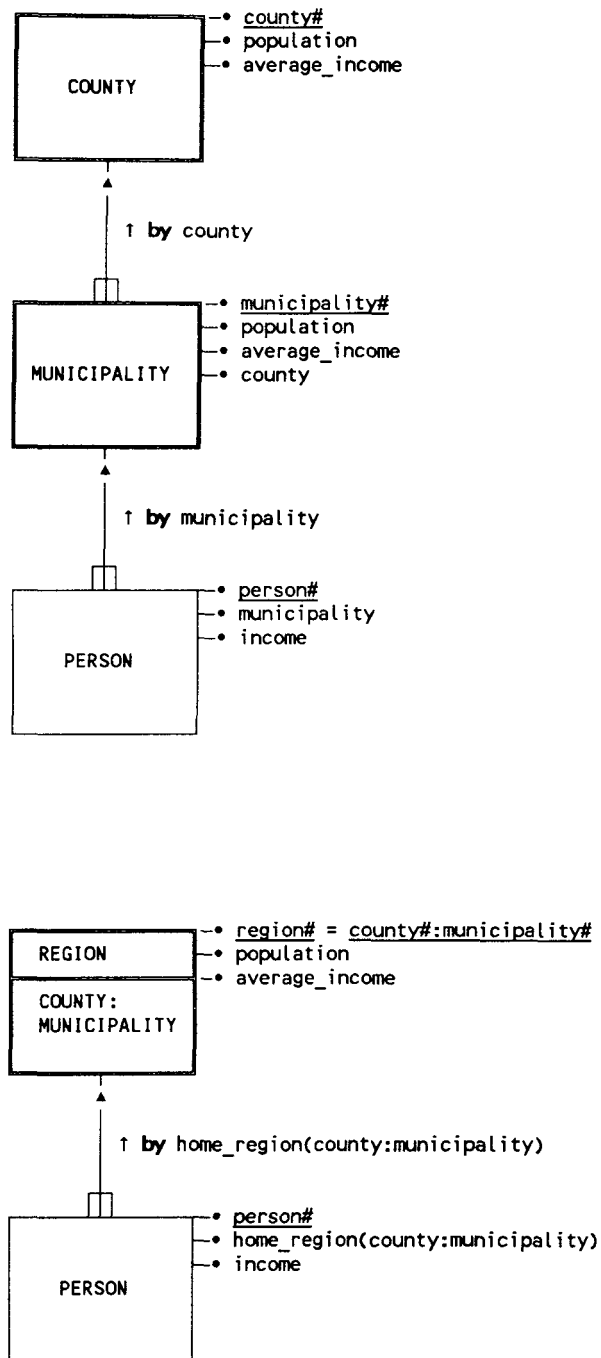 • county#
• population
• average_income
COUNTY
↑ by county
• municipality#
• population
• average_income
• county
MUNICIPALITY
↑ by municipality
• person#
• municipality
• income
PERSON
• region# = county#:municipality#
REGION
• population
• average_income
COUNTY:
MUNICIPALITY
↑ by home_region(county:municipality)
• person#
• home_region(county:municipality)
• income
PERSON